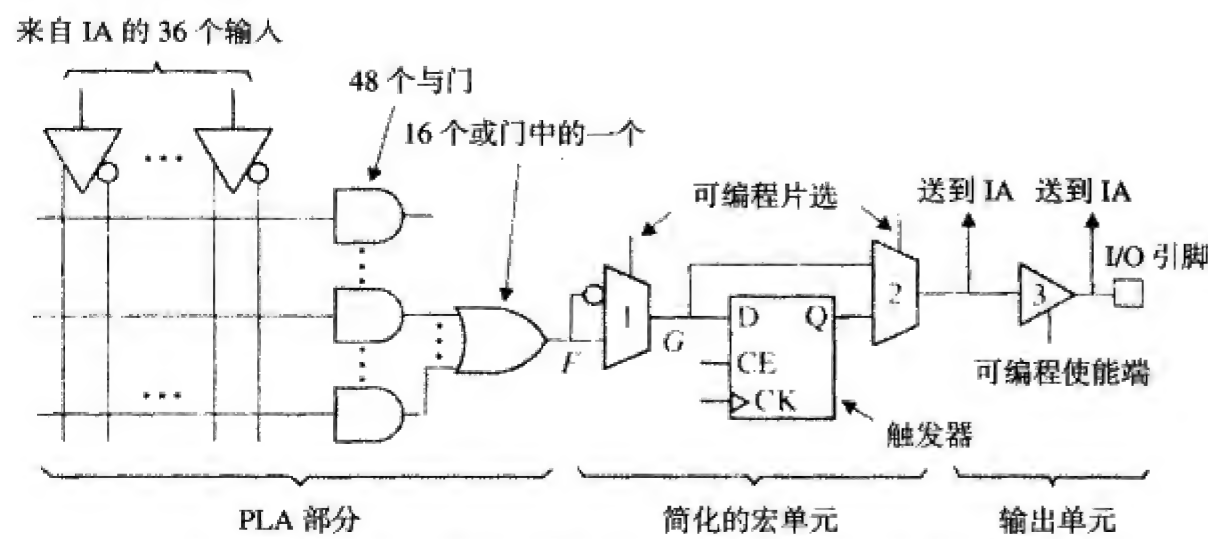 来自 IA 的 36 个输人
48 个与门
16 个或门中的一个
可编程片选
送到 IA
送到 IA
I/O 引脚
1
2
3
F
G
D
Q
CE
CK
可编程使能端
触发器
PLA 部分
简化的宏单元
输出单元